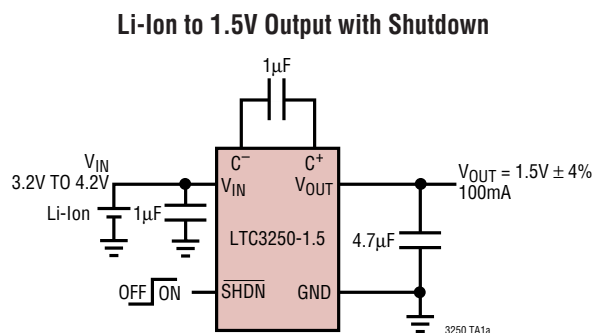 Li-Ion to 1.5V Output with Shutdown
1µF
C– C+
VIN
3.2V TO 4.2V
Li-Ion
1µF
VIN VOUT
LTC3250-1.5
SHDN GND
OFF ON
VOUT = 1.5V ± 4%
100mA
4.7µF
3250 TA1a